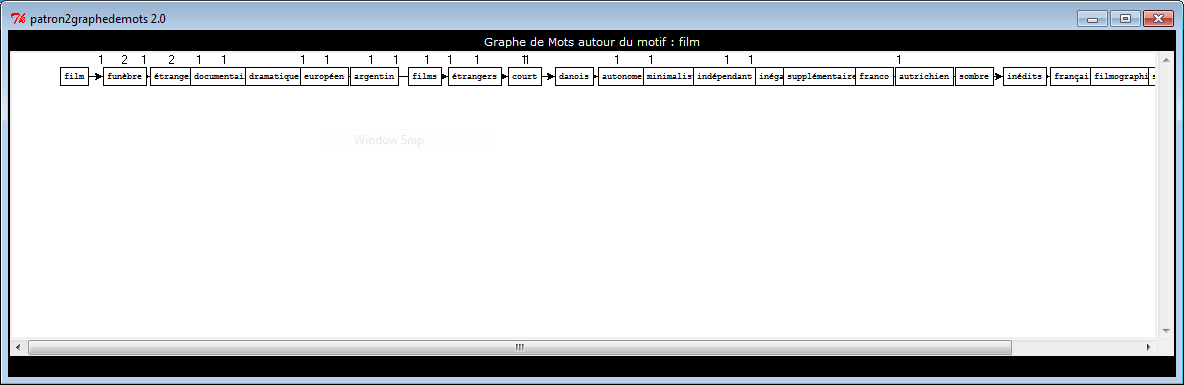 patron2graphedemots 2.0
Graphe de Mots autour du motif : film
1 2 1 2 1 1 1 1 1 1 1 1 1 11 1 1 1 1 1
film funèbre étrange documentai dramatique européen argentin films étrangers court danois autonome minimalis indépendant inéga supplémentaire franco autrichien sombre inédits françai filmographi s
Window Snip